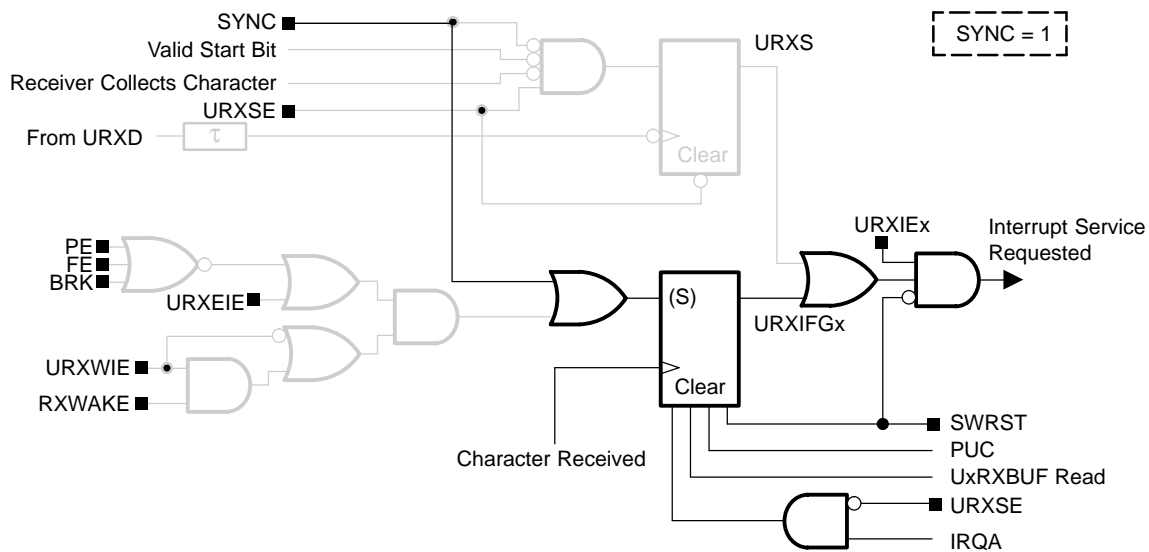 SYNC
SYNC = 1
Valid Start Bit
URXS
Receiver Collects Character
URXSE
From URXD
τ
Clear
PE
FE
BRK
URXEIE
URXWIE
RXWAKE
(S)
Clear
URXIFGx
URXIEx
Interrupt Service
Requested
Character Received
SWRST
PUC
UxRXBUF Read
URXSE
IRQA